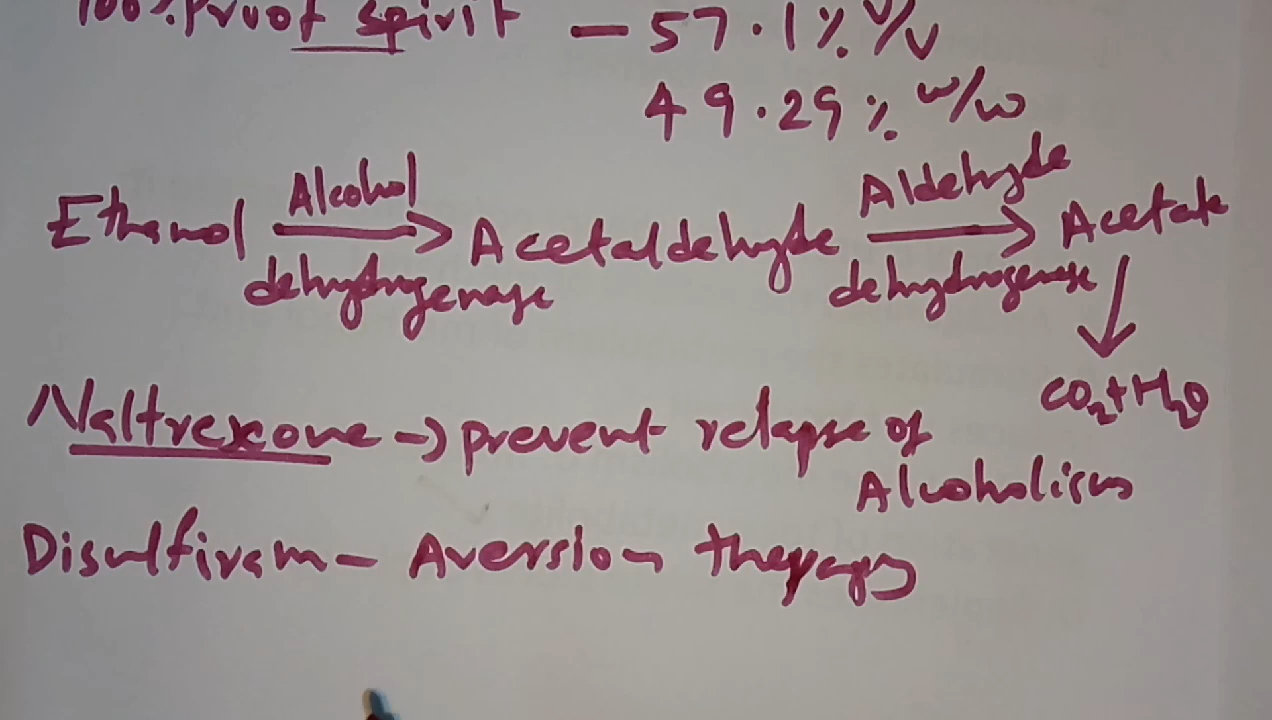 100% Proof spirit — 57.1% v/v
49.29% w/w
Ethanol Alcohol dehydrogenase → Acetaldehyde Aldehyde dehydrogenase → Acetate
↓
CO₂+H₂O
Naltrexone → prevent relapse of
Alcoholism
Disulfiram - Aversion therapy